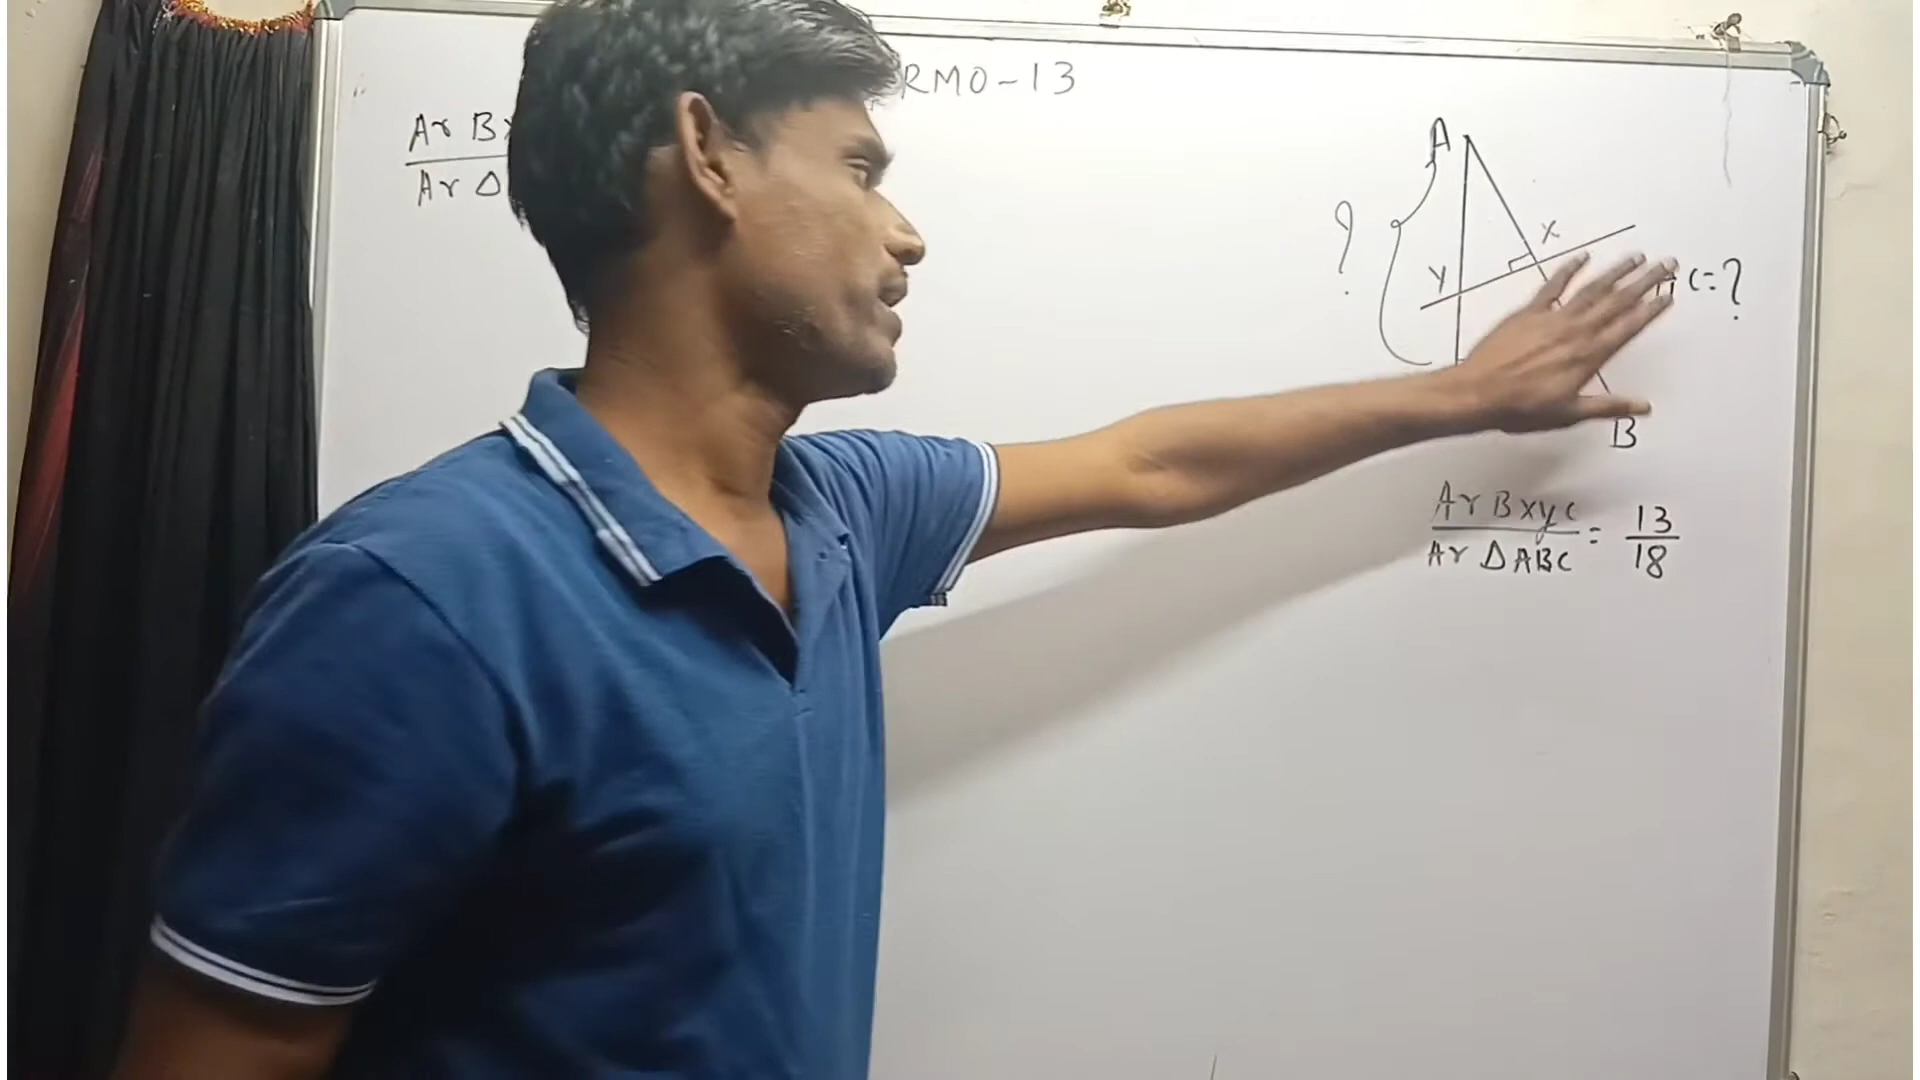 RMO-13
Ar B
Ar Δ
A
X
Y
?
C=?
B
Ar BXYC / Ar ΔABC = 13/18